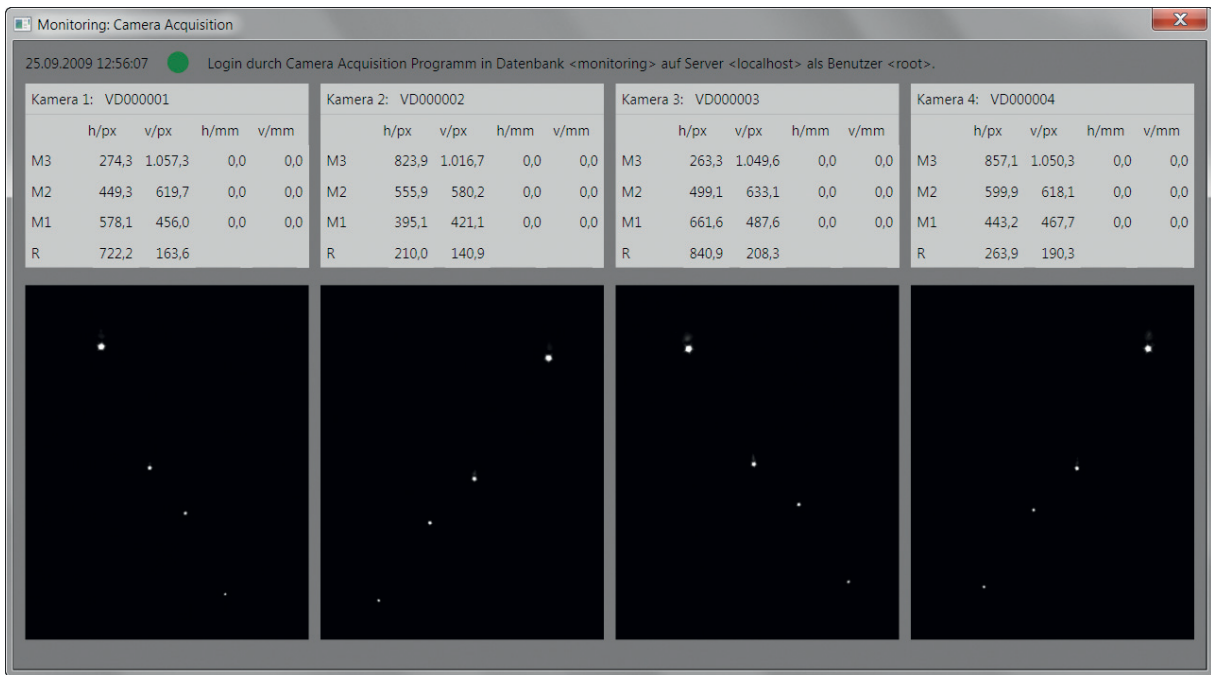 Monitoring: Camera Acquisition
X
25.09.2009 12:56:07 Login durch Camera Acquisition Programm in Datenbank <monitoring> auf Server <localhost> als Benutzer <root>.
Kamera 1: VD000001
h/px v/px h/mm v/mm
M3 274,3 1.057,3 0,0 0,0
M2 449,3 619,7 0,0 0,0
M1 578,1 456,0 0,0 0,0
R 722,2 163,6
Kamera 2: VD000002
h/px v/px h/mm v/mm
M3 823,9 1.016,7 0,0 0,0
M2 555,9 580,2 0,0 0,0
M1 395,1 421,1 0,0 0,0
R 210,0 140,9
Kamera 3: VD000003
h/px v/px h/mm v/mm
M3 263,3 1.049,6 0,0 0,0
M2 499,1 633,1 0,0 0,0
M1 661,6 487,6 0,0 0,0
R 840,9 208,3
Kamera 4: VD000004
h/px v/px h/mm v/mm
M3 857,1 1.050,3 0,0 0,0
M2 599,9 618,1 0,0 0,0
M1 443,2 467,7 0,0 0,0
R 263,9 190,3